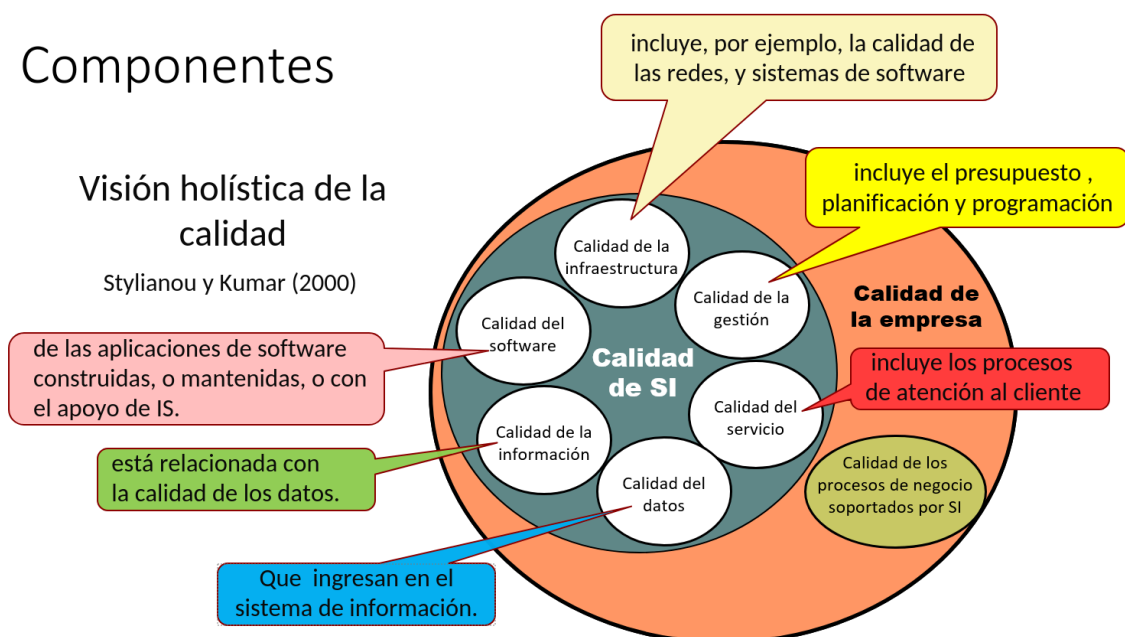 Componentes
incluye, por ejemplo, la calidad de
las redes, y sistemas de software
Visión holística de la
calidad
Stylianou y Kumar (2000)
incluye el presupuesto ,
planificación y programación
Calidad de la
infraestructura
Calidad de la
gestión
Calidad de
la empresa
Calidad del
software
Calidad
de SI
de las aplicaciones de software
construidas, o mantenidas, o con
el apoyo de IS.
incluye los procesos
de atención al cliente
Calidad del
servicio
Calidad de la
información
está relacionada con
la calidad de los datos.
Calidad del
datos
Calidad de los
procesos de negocio
soportados por SI
Que ingresan en el
sistema de información.